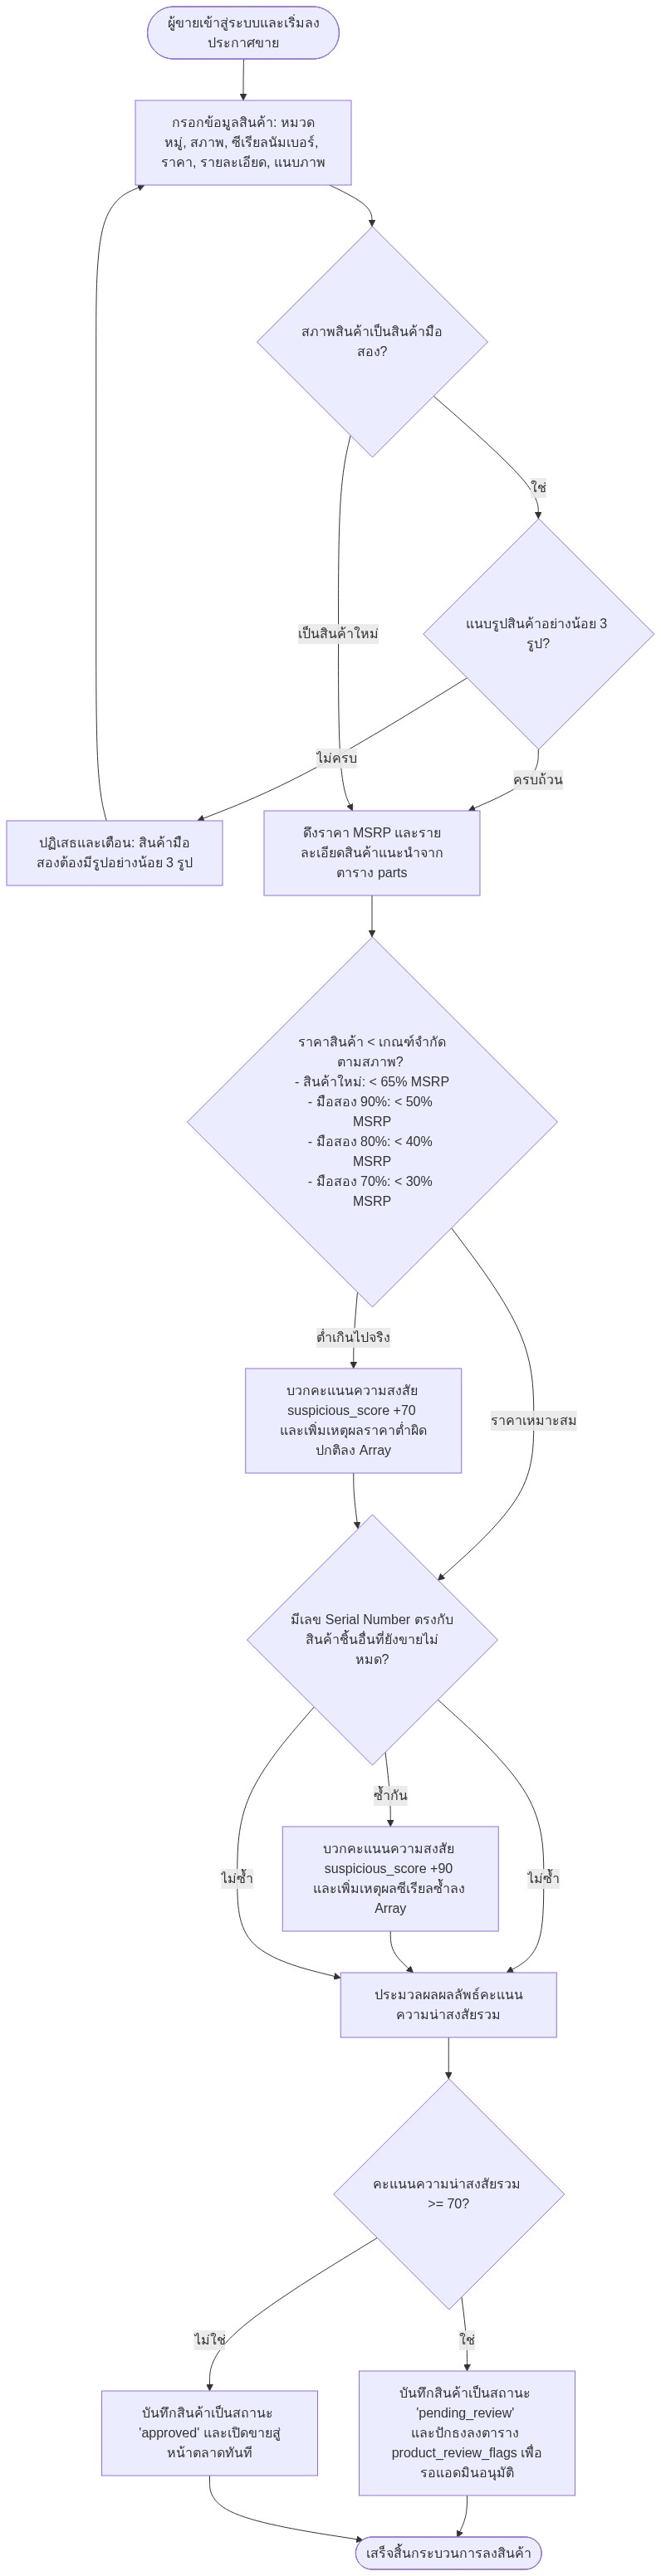 ผู้ขายเข้าสู่ระบบและเริ่มลง
ประกาศขาย
กรอกข้อมูลสินค้า: หมวด
หมู่, สภาพ, ซีเรียลนัมเบอร์,
ราคา, รายละเอียด, แนบภาพ
สภาพสินค้าเป็นสินค้ามือ
สอง?
ใช่
เป็นสินค้าใหม่
แนบรูปสินค้าอย่างน้อย 3
รูป?
ไม่ครบ
ครบถ้วน
ปฏิเสธและเตือน: สินค้ามือ
สองต้องมีรูปอย่างน้อย 3 รูป
ดึงราคา MSRP และราย
ละเอียดสินค้าแนะนำจาก
ตาราง parts
ราคาสินค้า < เกณฑ์จำกัด
ตามสภาพ?
- สินค้าใหม่: < 65% MSRP
- มือสอง 90%: < 50%
MSRP
- มือสอง 80%: < 40%
MSRP
- มือสอง 70%: < 30%
MSRP
ต่ำเกินไปจริง
ราคาเหมาะสม
บวกคะแนนความสงสัย
suspicious_score +70
และเพิ่มเหตุผลราคาต่ำผิด
ปกติลง Array
มีเลข Serial Number ตรงกับ
สินค้าชิ้นอื่นที่ยังขายไม่
หมด?
ซ้ำกัน
ไม่ซ้ำ
ไม่ซ้ำ
บวกคะแนนความสงสัย
suspicious_score +90
และเพิ่มเหตุผลซีเรียลซ้ำลง
Array
ประมวลผลผลลัพธ์คะแนน
ความน่าสงสัยรวม
คะแนนความน่าสงสัยรวม
>= 70?
ไม่ใช่
ใช่
บันทึกสินค้าเป็นสถานะ
'approved' และเปิดขายสู่
หน้าตลาดทันที
บันทึกสินค้าเป็นสถานะ
'pending_review'
และปักธงลงตาราง
product_review_flags เพื่อ
รอแอดมินอนุมัติ
เสร็จสิ้นกระบวนการลงสินค้า